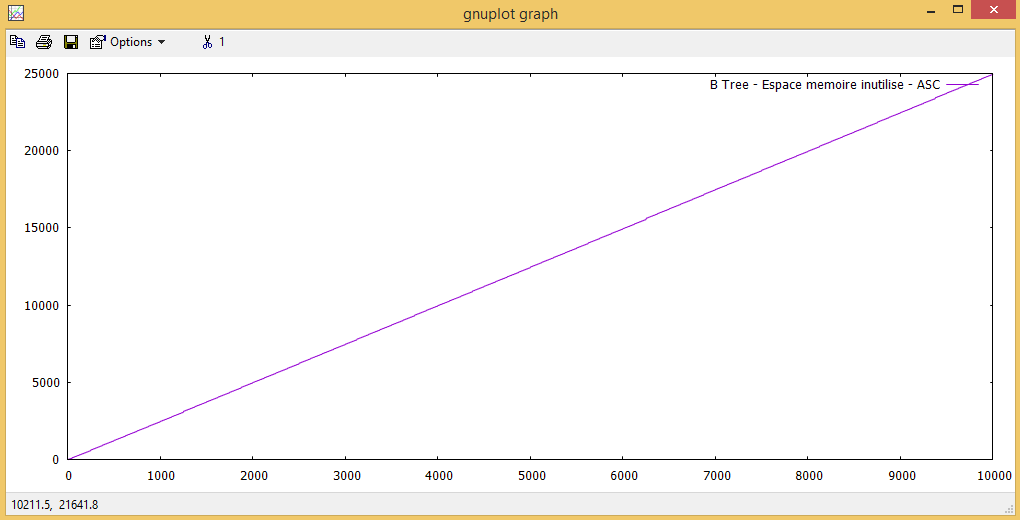 gnuplot graph
Options 1
B Tree - Espace memoire inutilise - ASC
25000
20000
15000
10000
5000
0
0 1000 2000 3000 4000 5000 6000 7000 8000 9000 10000
10211.5, 21641.8